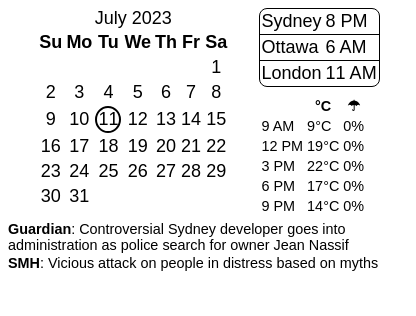 July 2023
Su Mo Tu We Th Fr Sa
1
2 3 4 5 6 7 8
9 10 11 12 13 14 15
16 17 18 19 20 21 22
23 24 25 26 27 28 29
30 31
Sydney 8 PM
Ottawa 6 AM
London 11 AM
°C ☂
9 AM 9°C 0%
12 PM 19°C 0%
3 PM 22°C 0%
6 PM 17°C 0%
9 PM 14°C 0%
Guardian: Controversial Sydney developer goes into
administration as police search for owner Jean Nassif
SMH: Vicious attack on people in distress based on myths